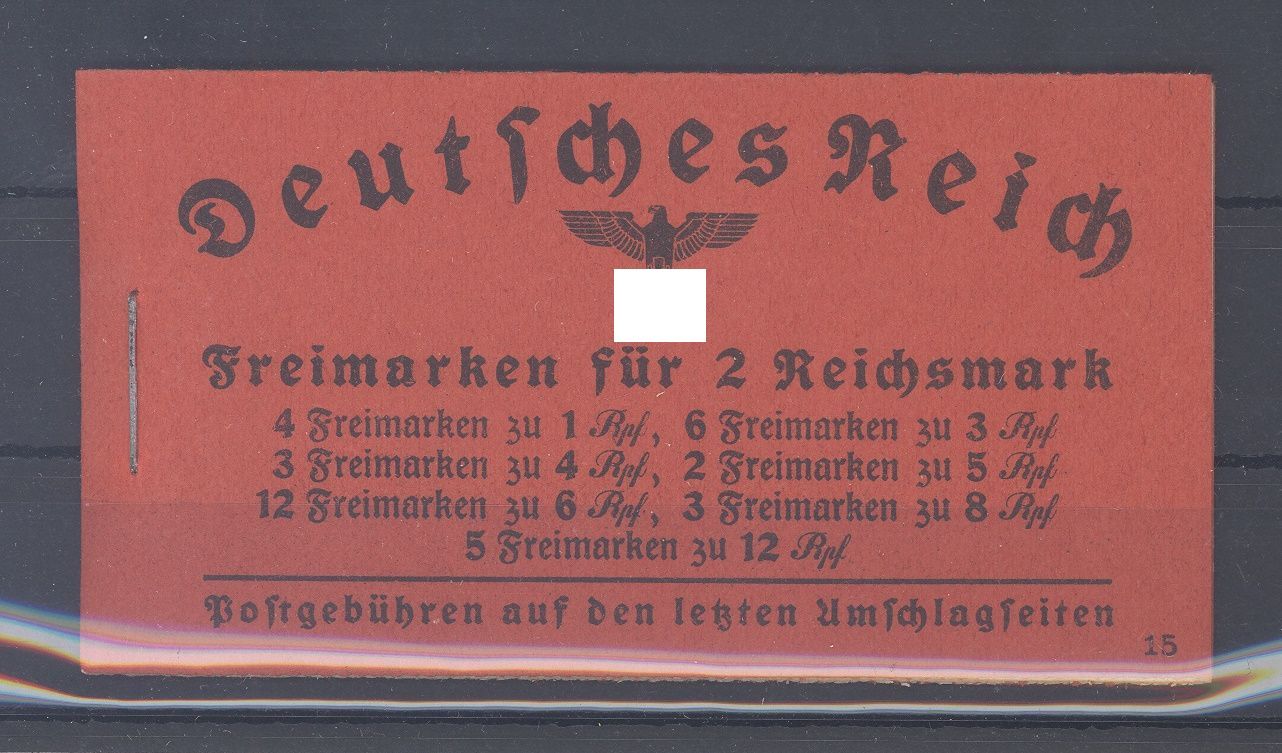 Deutsches Reich
Freimarken für 2 Reichsmark
4 Freimarken zu 1 Rpf, 6 Freimarken zu 3 Rpf
3 Freimarken zu 4 Rpf, 2 Freimarken zu 5 Rpf
12 Freimarken zu 6 Rpf, 3 Freimarken zu 8 Rpf
5 Freimarken zu 12 Rpf
Postgebühren auf den letzten Umschlagseiten
15